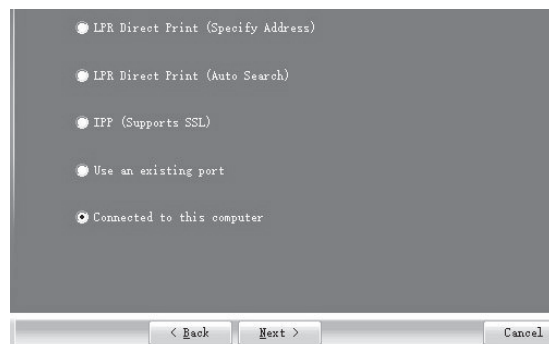 LPR Direct Print (Specify Address)
LPR Direct Print (Auto Search)
IPP (Supports SSL)
Use an existing port
Connected to this computer
< Back Next > Cancel